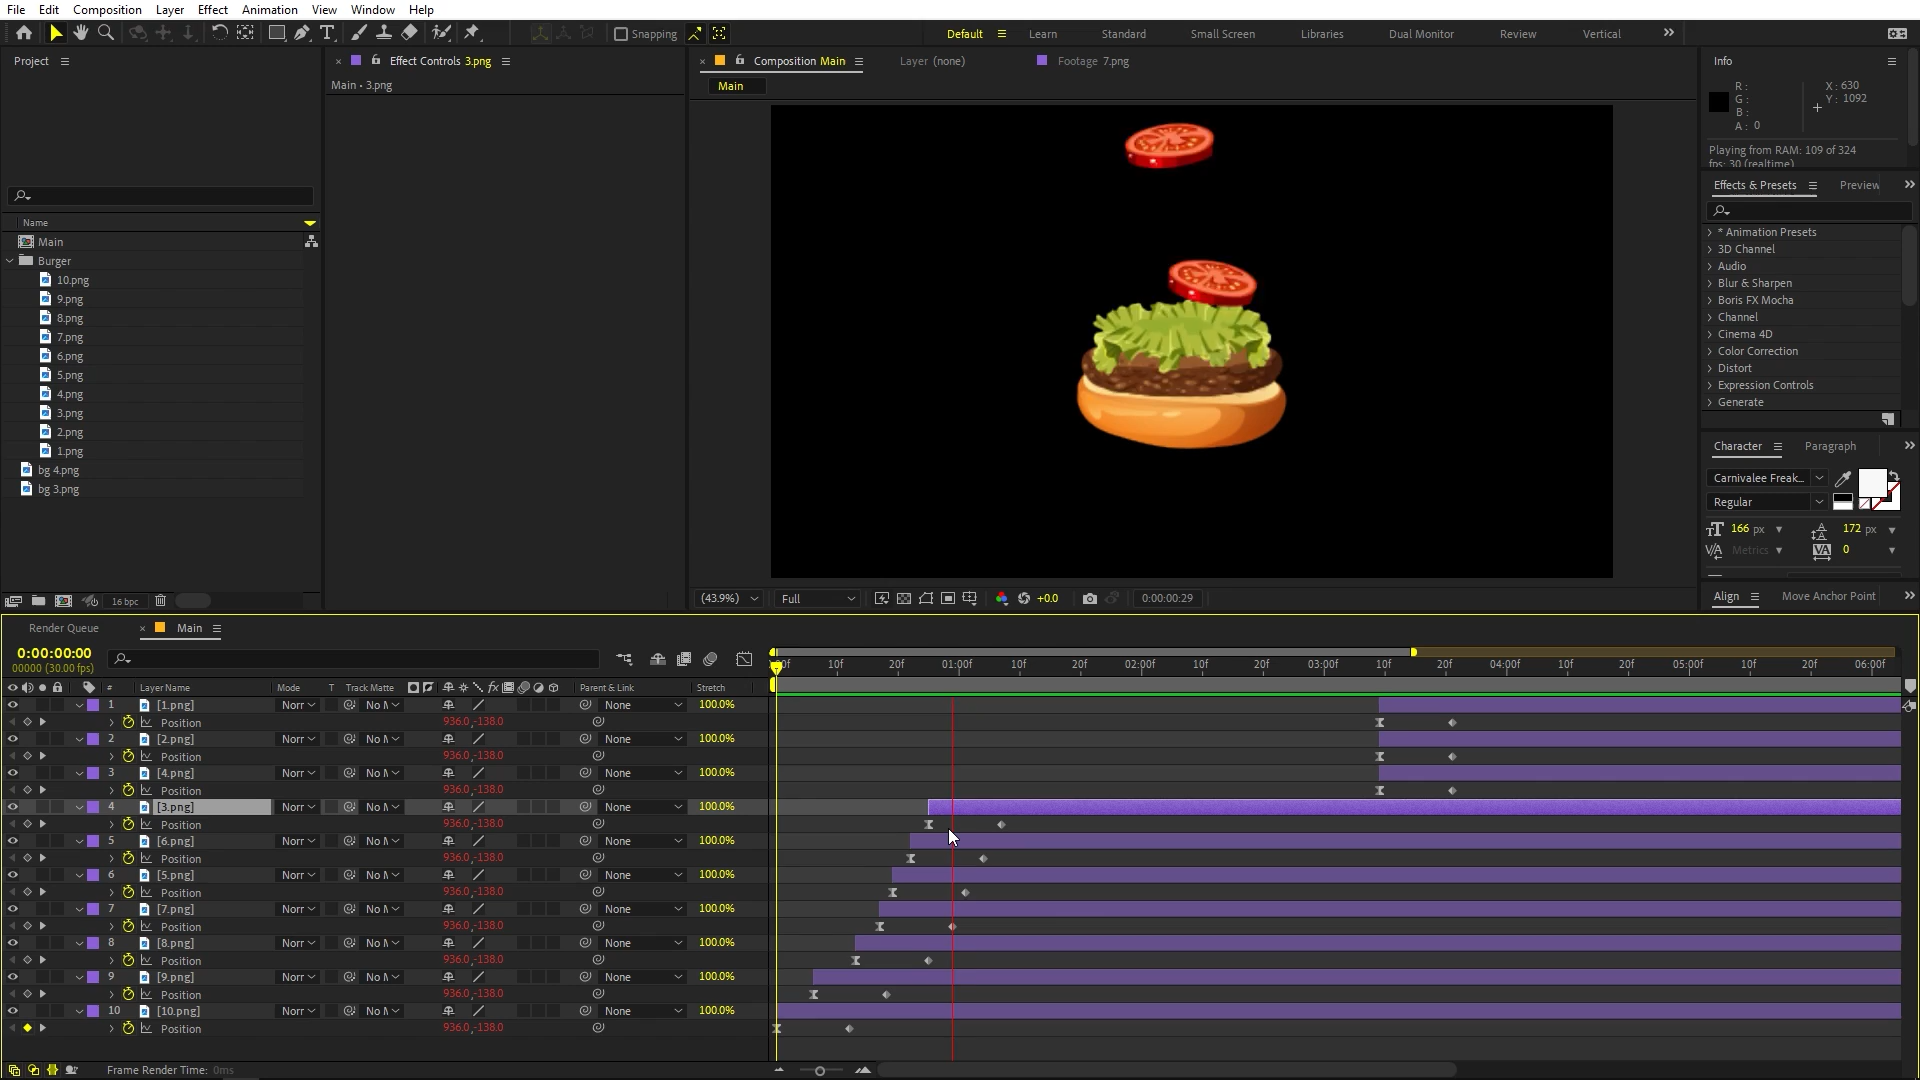 File Edit Composition Layer Effect Animation View Window Help
Snapping
Default Learn Standard Small Screen Libraries Dual Monitor Review Vertical
Project
Effect Controls 3.png
Main • 3.png
Composition Main
Layer (none)
Footage 7.png
Main
Info
R :
G :
B :
A : 0
X : 630
Y : 1092
Playing from RAM: 109 of 324
fps: 30 (realtime)
Effects & Presets
Preview
* Animation Presets
3D Channel
Audio
Blur & Sharpen
Boris FX Mocha
Channel
Cinema 4D
Color Correction
Distort
Expression Controls
Generate
Name
Main
Burger
10.png
9.png
8.png
7.png
6.png
5.png
4.png
3.png
2.png
1.png
bg 4.png
bg 3.png
16 bpc
Character
Paragraph
Carnivalee Freak...
Regular
166 px
172 px
Metrics
0
Align
Move Anchor Point
(43.9%)
Full
+0.0
0:00:00:29
Render Queue
Main
0:00:00:00
00000 (30.00 fps)
# Layer Name Mode T Track Matte Parent & Link Stretch
10f 20f 01:00f 10f 20f 02:00f 10f 20f 03:00f 10f 20f 04:00f 10f 20f 05:00f 10f 20f 06:00f
1 [1.png] Norr No None 100.0%
Position 936.0,-138.0
2 [2.png] Norr No None 100.0%
Position 936.0,-138.0
3 [4.png] Norr No None 100.0%
Position 936.0,-138.0
4 [3.png] Norr No None 100.0%
Position 936.0,-138.0
5 [6.png] Norr No None 100.0%
Position 936.0,-138.0
6 [5.png] Norr No None 100.0%
Position 936.0,-138.0
7 [7.png] Norr No None 100.0%
Position 936.0,-138.0
8 [8.png] Norr No None 100.0%
Position 936.0,-138.0
9 [9.png] Norr No None 100.0%
Position 936.0,-138.0
10 [10.png] Norr No None 100.0%
Position 936.0,-138.0
Frame Render Time: 0ms